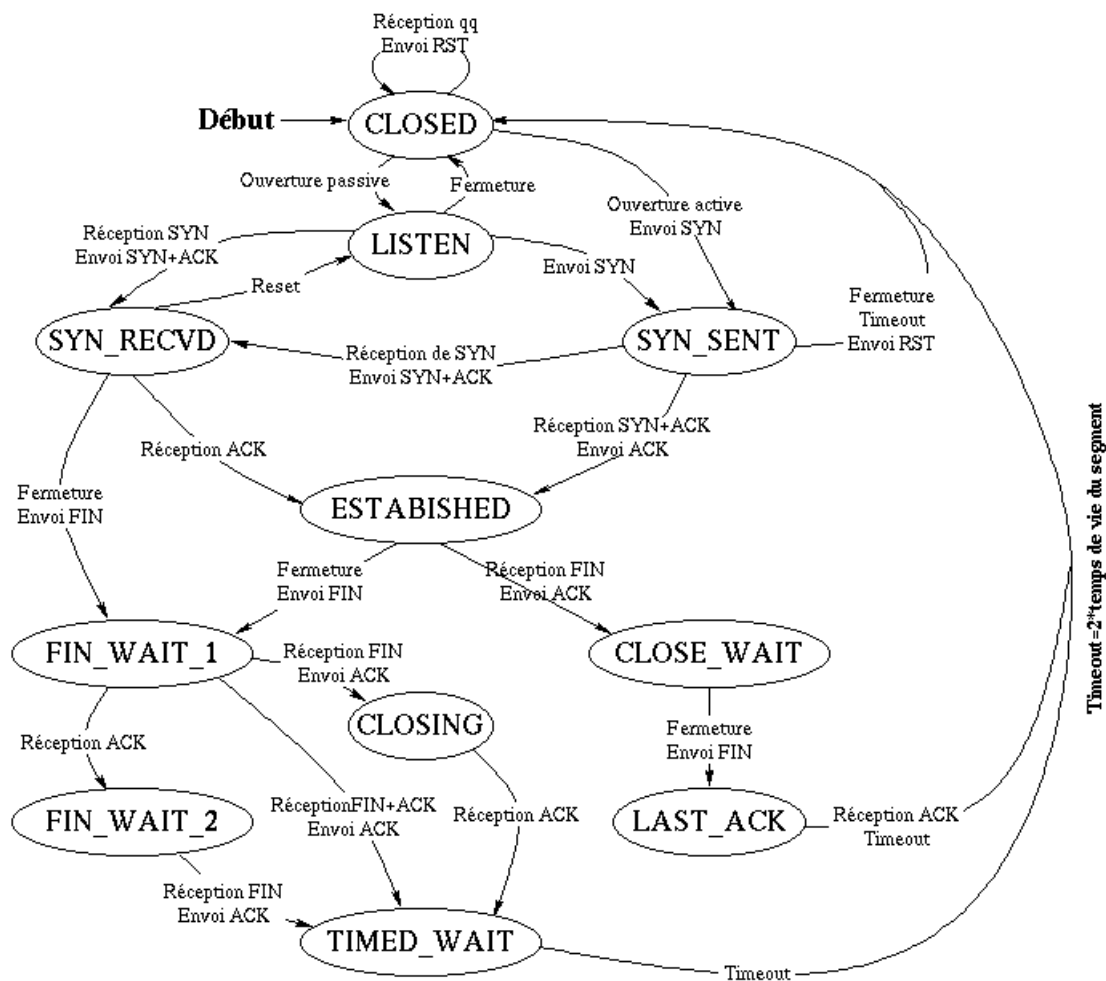 Réception qq
Envoi RST
Début
CLOSED
Ouverture passive
Fermeture
Ouverture active
Envoi SYN
Réception SYN
Envoi SYN+ACK
LISTEN
Envoi SYN
Reset
Fermeture
Timeout
Envoi RST
SYN_RECVD
SYN_SENT
Réception de SYN
Envoi SYN+ACK
Réception ACK
Réception SYN+ACK
Envoi ACK
Fermeture
Envoi FIN
ESTABISHED
Timeout=2*temps de vie du segment
Fermeture
Envoi FIN
Réception FIN
Envoi ACK
FIN_WAIT_1
Réception FIN
Envoi ACK
CLOSE_WAIT
CLOSING
Réception ACK
Fermeture
Envoi FIN
FIN_WAIT_2
RéceptionFIN+ACK
Envoi ACK
Réception ACK
LAST_ACK
Réception ACK
Timeout
Réception FIN
Envoi ACK
TIMED_WAIT
Timeout